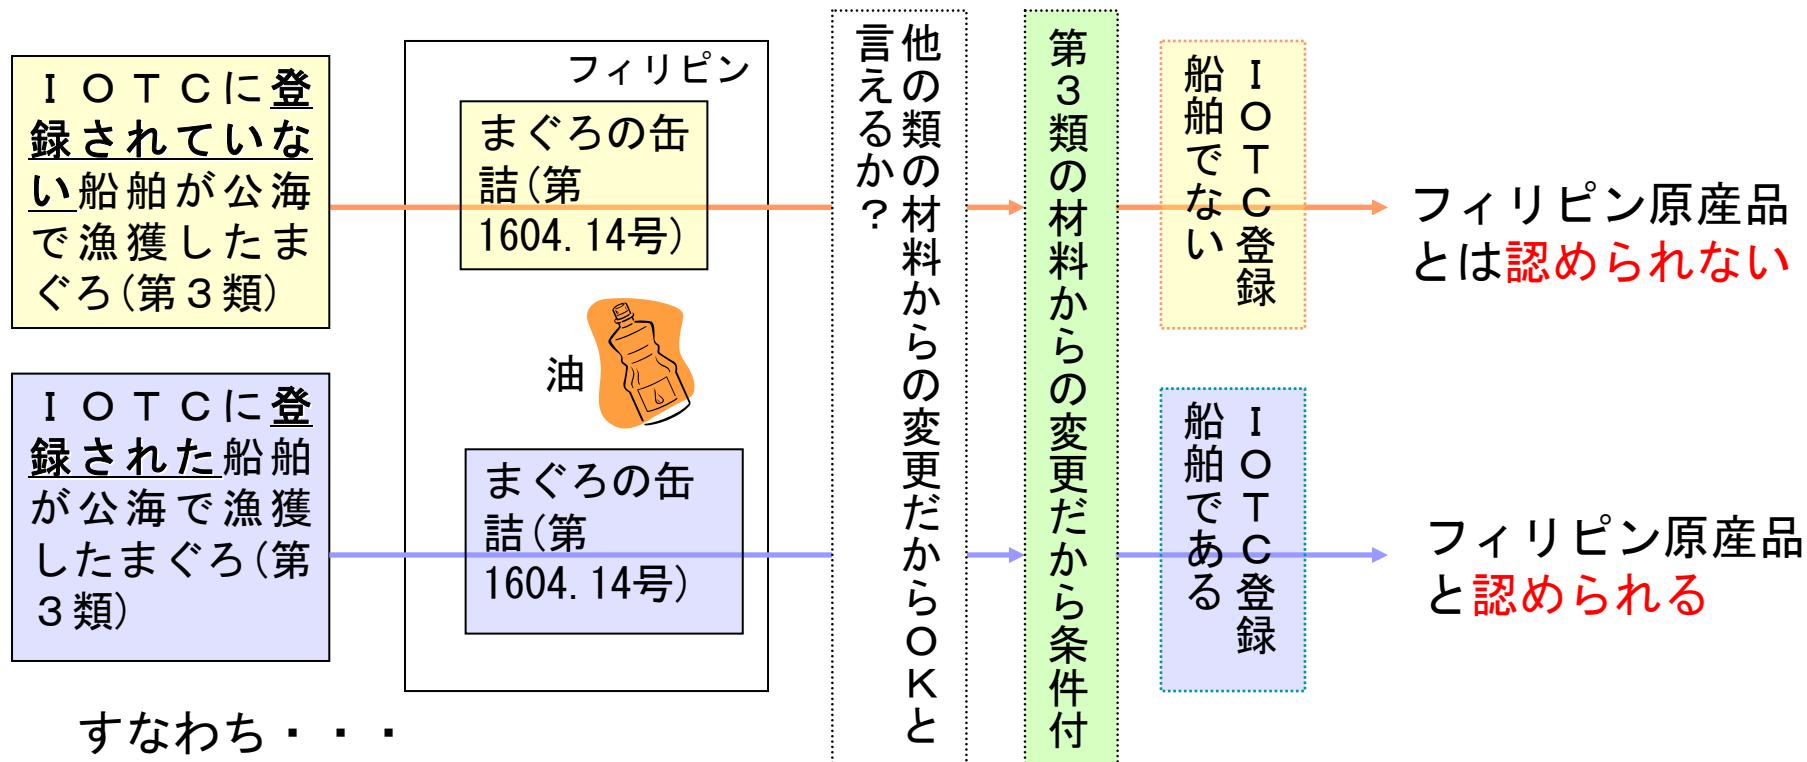 ＩＯＴＣに登
録されていな
い船舶が公海
で漁獲したま
ぐろ(第３類)
フィリピン
まぐろの缶
詰(第
1604.14号)
油
ＩＯＴＣに登
録された船舶
が公海で漁獲
したまぐろ(第
３類)
まぐろの缶
詰(第
1604.14号)
他の類の材料からの変更だからＯＫと
言えるか？
第３類の材料からの変更だから条件付
ＩＯＴＣ登録
船舶でない
ＩＯＴＣ登録
船舶である
フィリピン原産品
とは認められない
フィリピン原産品
と認められる
すなわち・・・